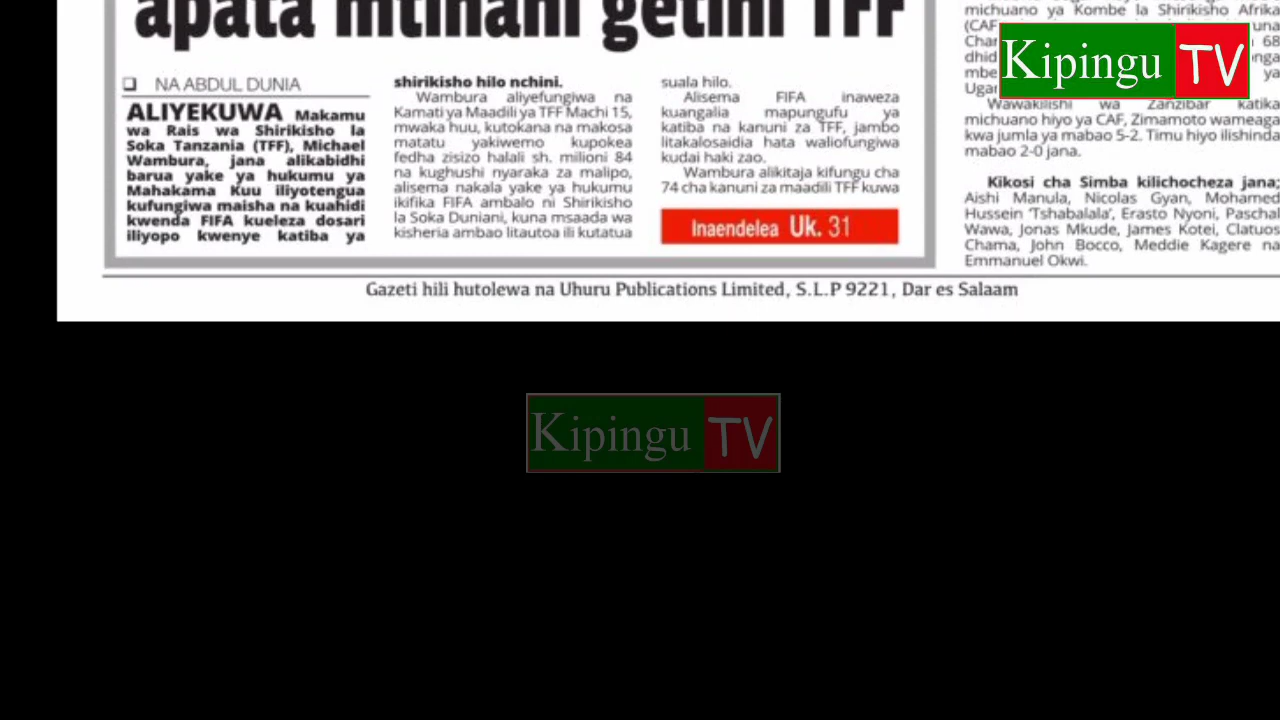 apata mtihani getini TFF
NA ABDUL DUNIA
ALIYEKUWA Makamu
wa Rais wa Shirikisho la
Soka Tanzania (TFF), Michael
Wambura, jana alikabidhi
barua yake ya hukumu ya
Mahakama Kuu iliyotengua
kufungiwa maisha na kuahidi
kwenda FIFA kueleza dosari
iliyopo kwenye katiba ya
shirikisho hilo nchini.
Wambura aliyefungiwa na
Kamati ya Maadili ya TFF Machi 15,
mwaka huu, kutokana na makosa
matatu yakiwemo kupokea
fedha zisizo halali sh. milioni 84
na kughushi nyaraka za malipo,
alisema nakala yake ya hukumu
ikifika FIFA ambalo ni Shirikisho
la Soka Duniani, kuna msaada wa
kisheria ambao litautoa ili kutatua
suala hilo.
Alisema FIFA inaweza
kuangalia mapungufu ya
katiba na kanuni za TFF, jambo
litakalosaidia hata waliofungiwa
kudai haki zao.
Wambura alikitaja kifungu cha
74 cha kanuni za maadili TFF kuwa
Inaendelea Uk. 31
michuano ya Kombe la Shirikisho Afrika
(CAF
una
Char
68
dhid
nga
mbe
ya
Ugan
Wawakilishi wa Zanzibar katika
michuano hiyo ya CAF, Zimamoto wameaga
kwa jumla ya mabao 5-2. Timu hiyo ilishinda
mabao 2-0 jana.
Kikosi cha Simba kilichocheza jana;
Aishi Manula, Nicolas Gyan, Mohamed
Hussein 'Tshabalala', Erasto Nyoni, Paschal
Wawa, Jonas Mkude, James Kotei, Clatuos
Chama, John Bocco, Meddie Kagere na
Emmanuel Okwi.
Gazeti hili hutolewa na Uhuru Publications Limited, S.L.P 9221, Dar es Salaam
Kipingu TV
Kipingu TV